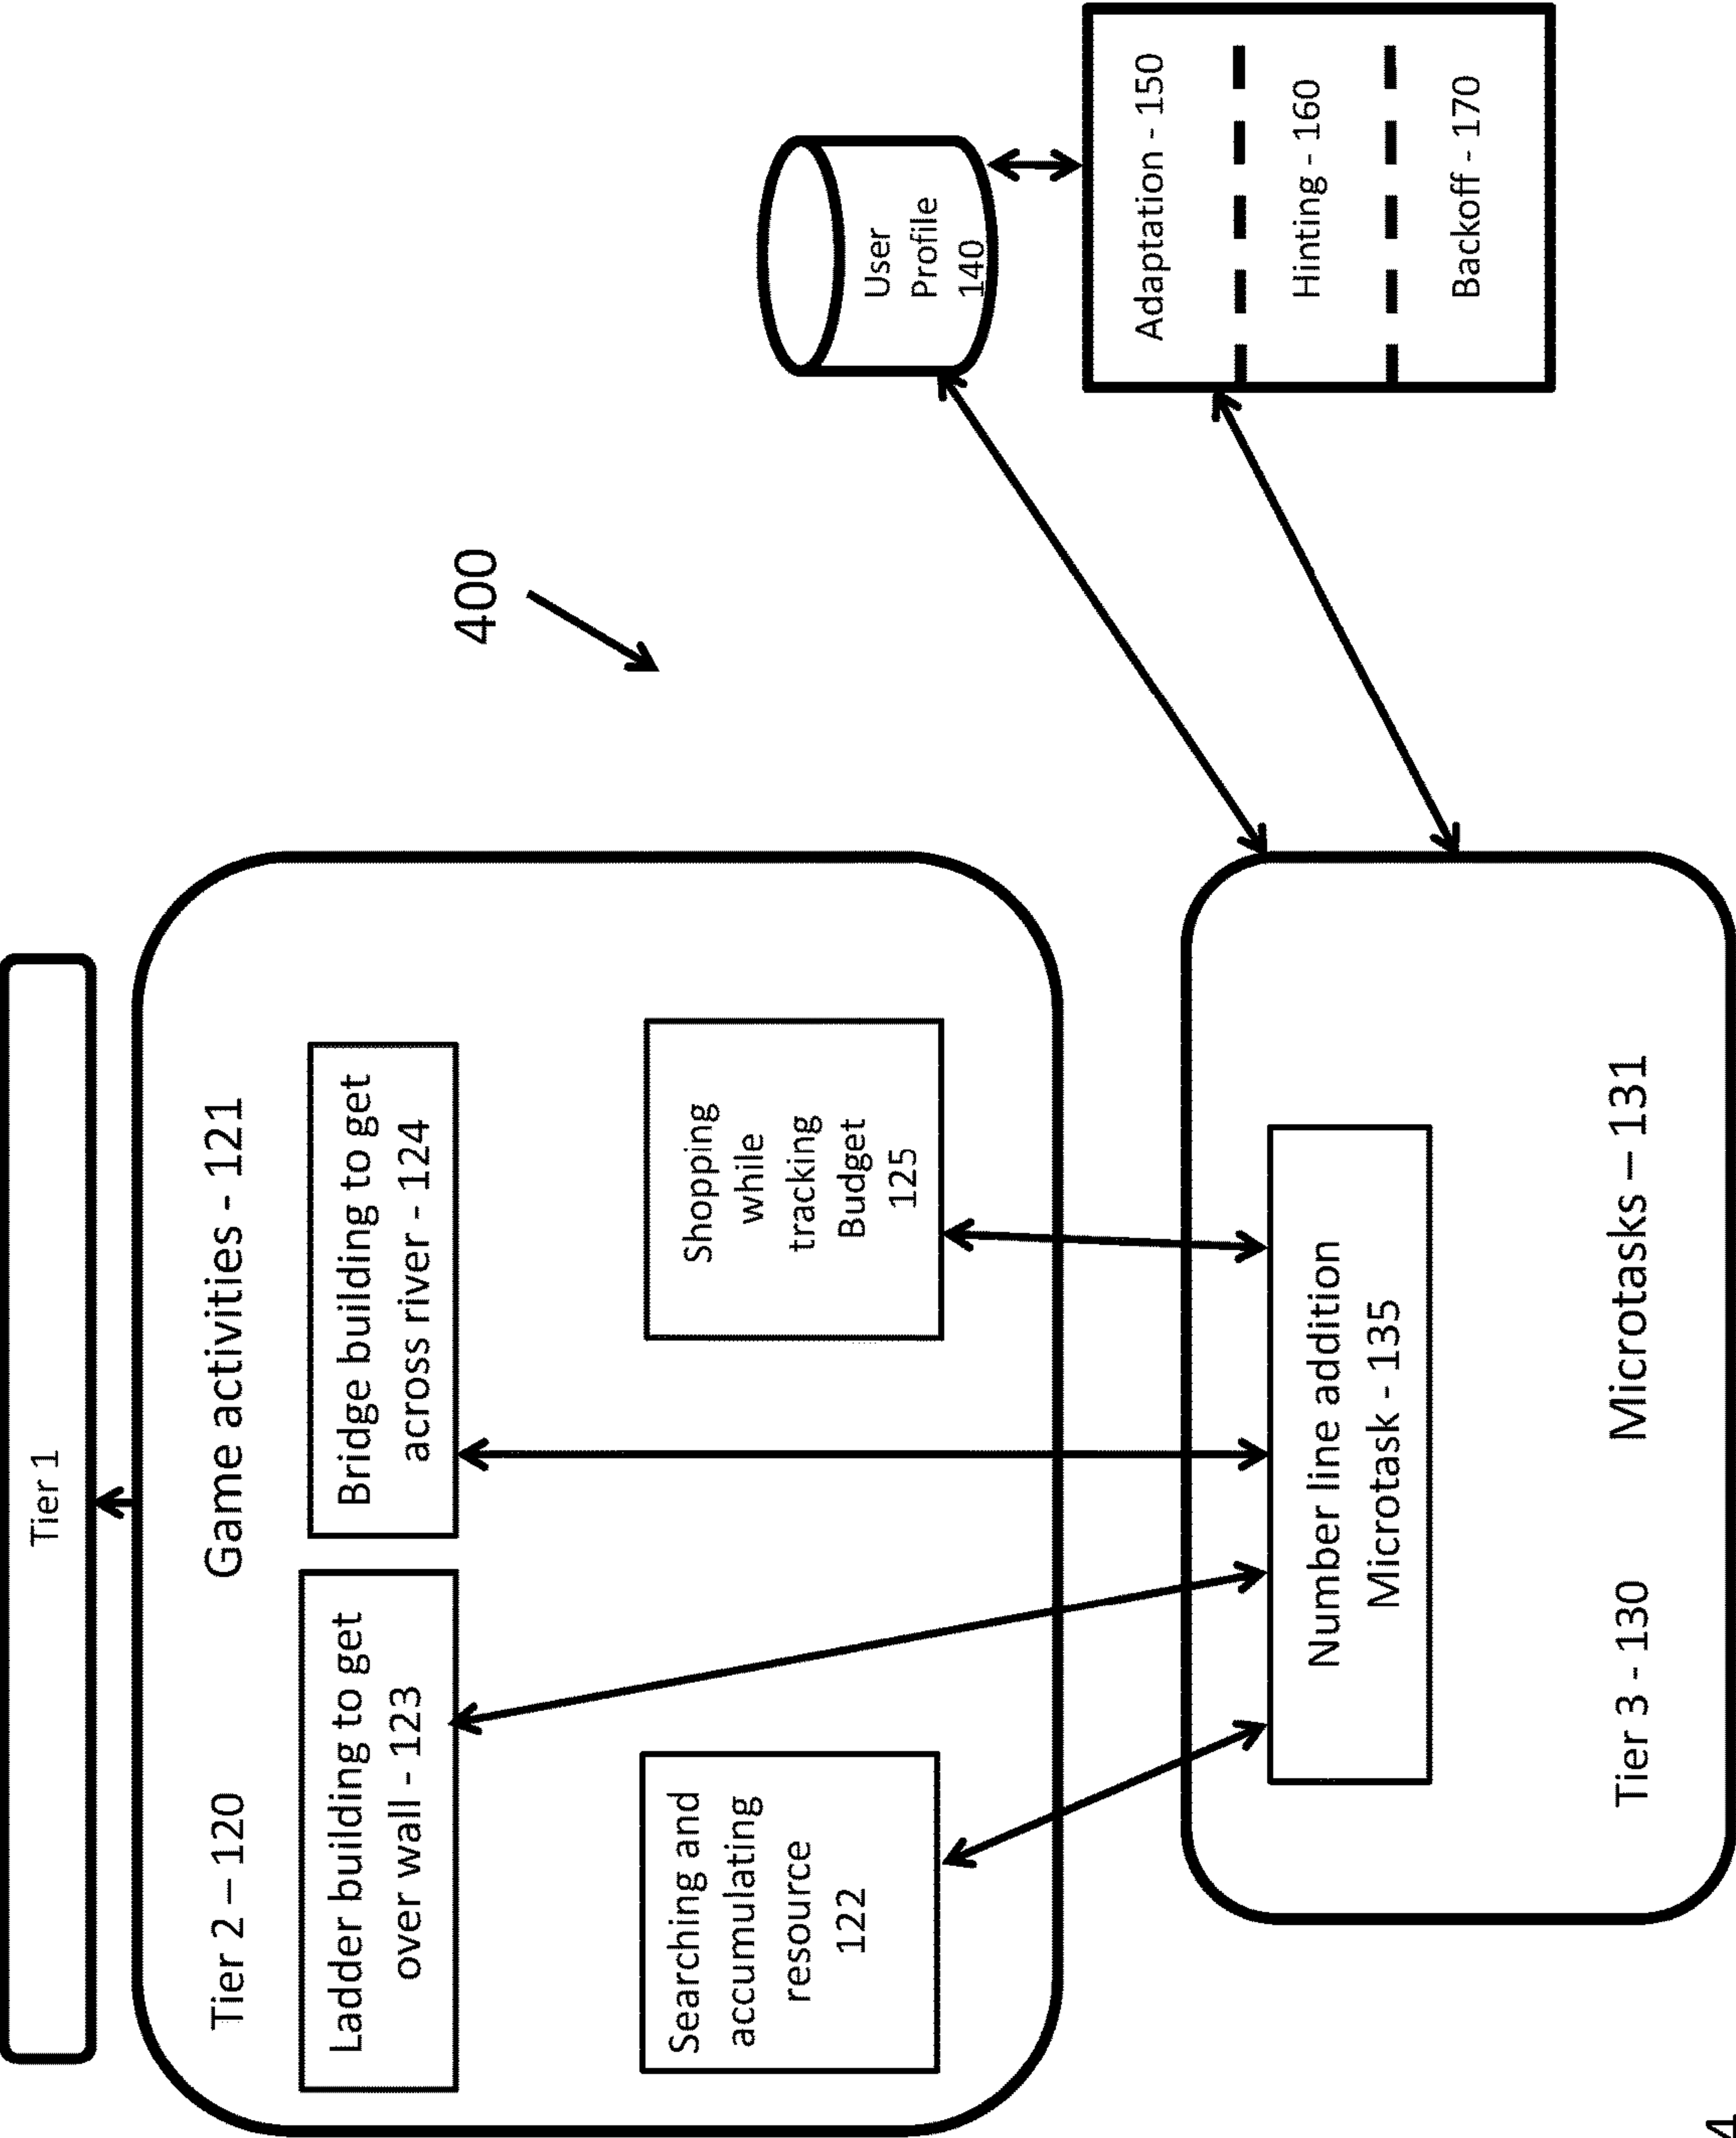 Tier 1
Tier 2 – 120
Game activities - 121
Ladder building to get
over wall - 123
Bridge building to get
across river - 124
Searching and
accumulating
resource
122
Shopping
while
tracking
Budget
125
400
User
Profile
140
Adaptation - 150
Hinting - 160
Backoff - 170
Number line addition
Microtask - 135
Tier 3 - 130
Microtasks – 131
4